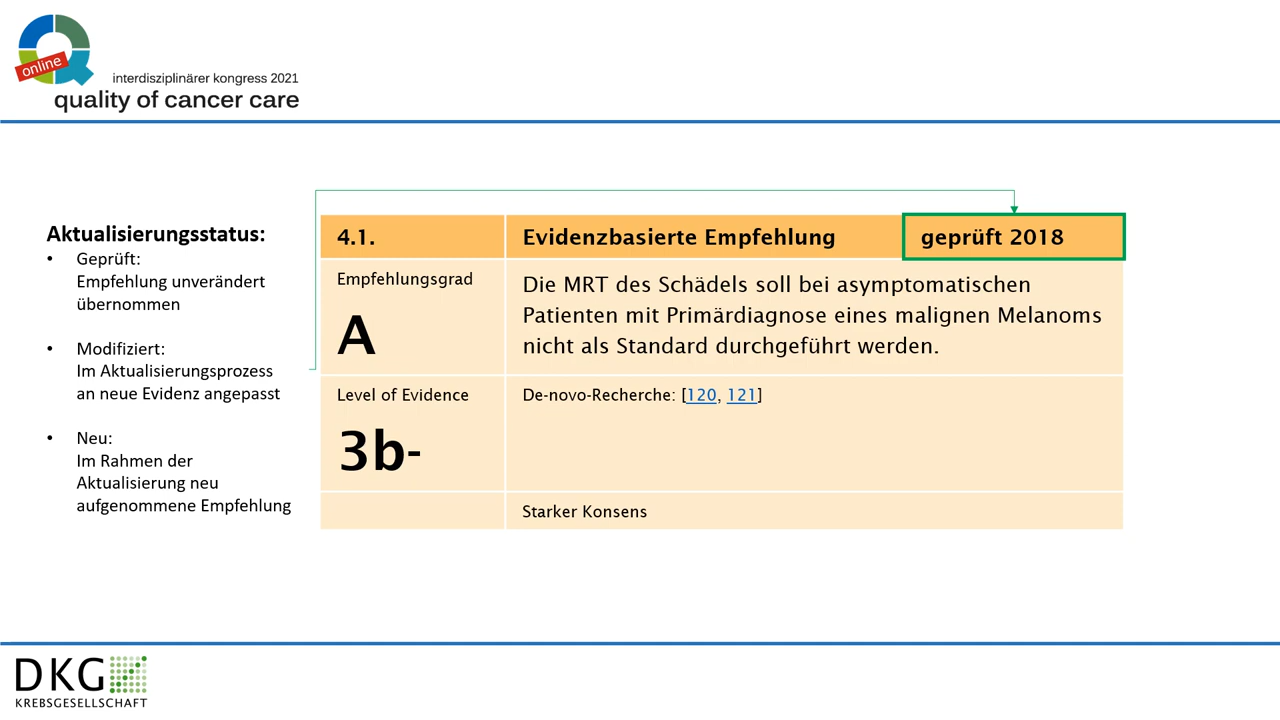 online
interdisziplinärer kongress 2021
quality of cancer care
Aktualisierungsstatus:
• Geprüft:
Empfehlung unverändert
übernommen
• Modifiziert:
Im Aktualisierungsprozess
an neue Evidenz angepasst
• Neu:
Im Rahmen der
Aktualisierung neu
aufgenommene Empfehlung
4.1. Evidenzbasierte Empfehlung geprüft 2018
Empfehlungsgrad
A
Die MRT des Schädels soll bei asymptomatischen
Patienten mit Primärdiagnose eines malignen Melanoms
nicht als Standard durchgeführt werden.
Level of Evidence
3b-
De-novo-Recherche: [120, 121]
Starker Konsens
DKG
KREBSGESELLSCHAFT